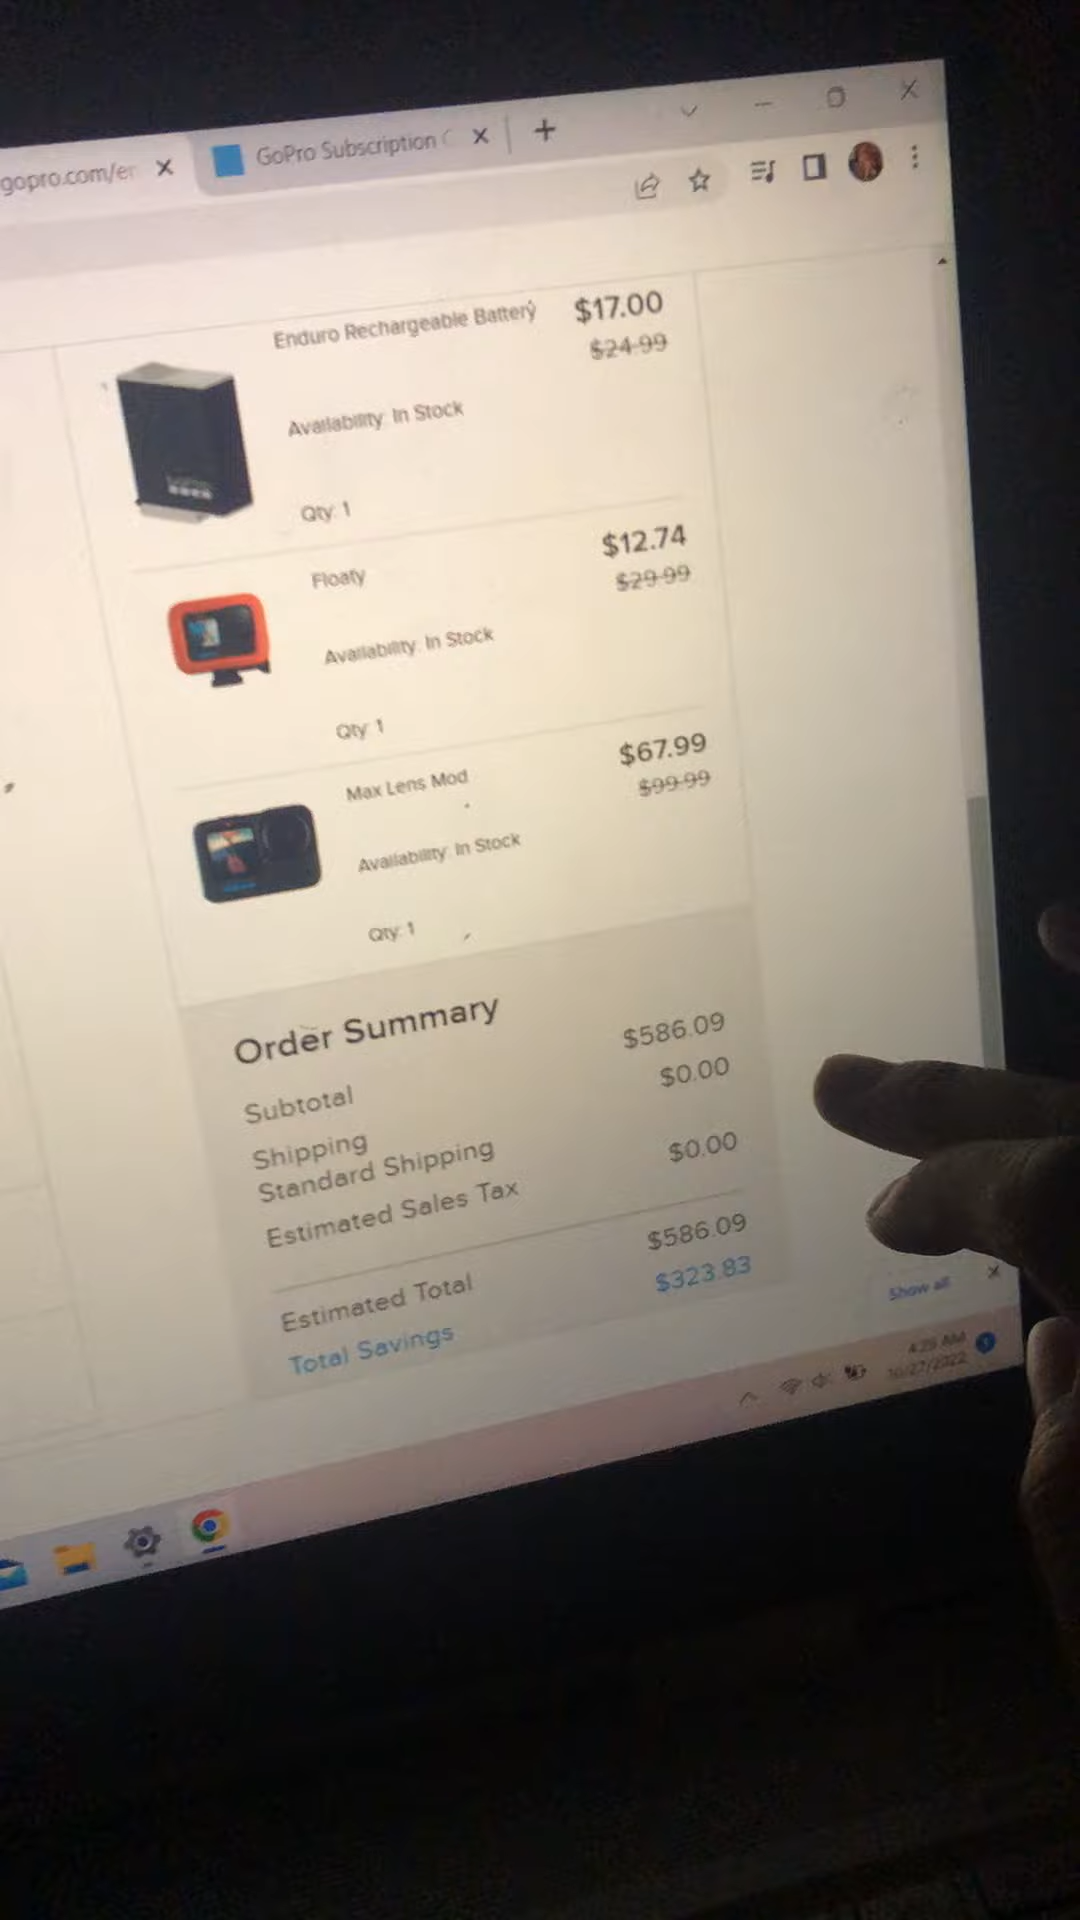 gopro.com/er
GoPro Subscription
Enduro Rechargeable Battery
$17.00
$24.99
Availability: In Stock
Qty: 1
Floaty
$12.74
$29.99
Availability: In Stock
Qty: 1
Max Lens Mod
$67.99
$99.99
Availability: In Stock
Qty: 1
Order Summary
Subtotal
$586.09
Shipping
$0.00
Standard Shipping
Estimated Sales Tax
$0.00
Estimated Total
$586.09
Total Savings
$323.83
Show all
10/27/2022